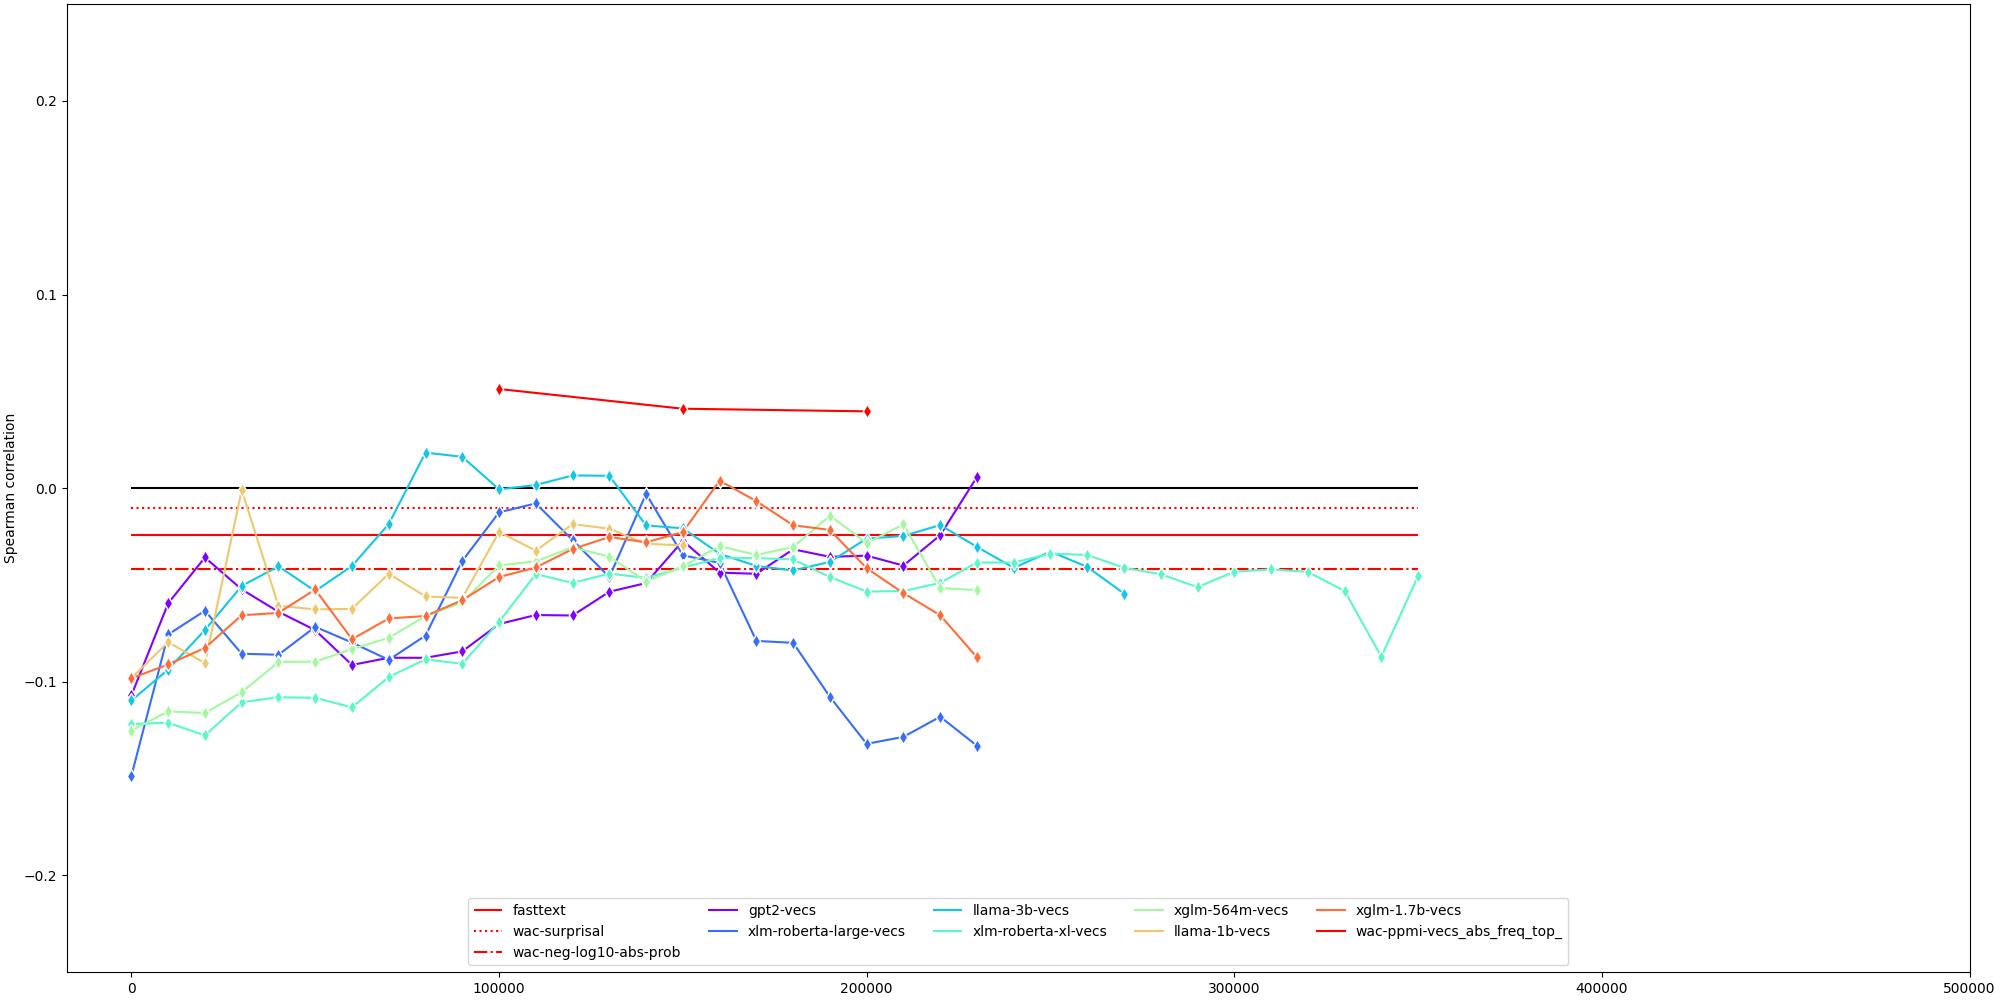 Spearman correlation
0.2
0.1
0.0
−0.1
−0.2
0
100000
200000
300000
400000
500000
fasttext
wac-surprisal
wac-neg-log10-abs-prob
gpt2-vecs
xlm-roberta-large-vecs
llama-3b-vecs
xlm-roberta-xl-vecs
xglm-564m-vecs
llama-1b-vecs
xglm-1.7b-vecs
wac-ppmi-vecs_abs_freq_top_